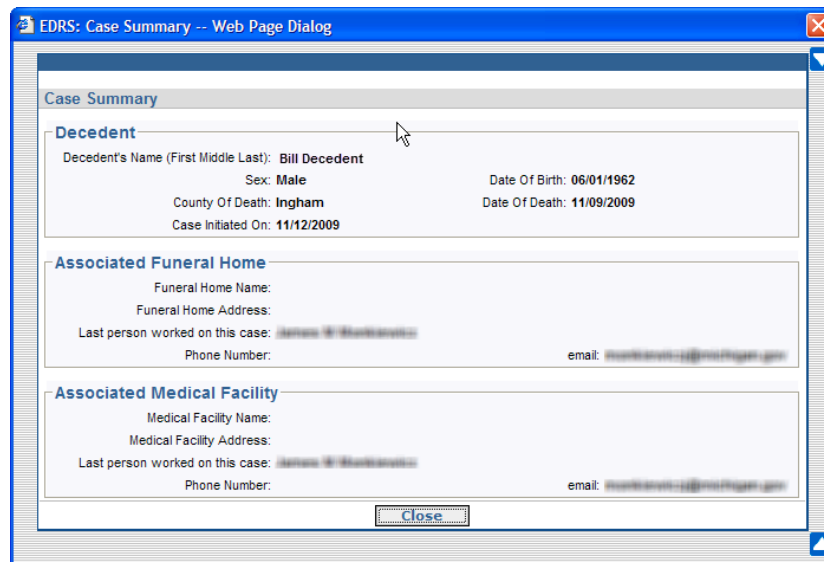 EDRS: Case Summary -- Web Page Dialog
Case Summary
Decedent
Decedent's Name (First Middle Last): Bill Decedent
Sex: Male Date Of Birth: 06/01/1962
County Of Death: Ingham Date Of Death: 11/09/2009
Case Initiated On: 11/12/2009
Associated Funeral Home
Funeral Home Name:
Funeral Home Address:
Last person worked on this case:
Phone Number: email:
Associated Medical Facility
Medical Facility Name:
Medical Facility Address:
Last person worked on this case:
Phone Number: email:
Close